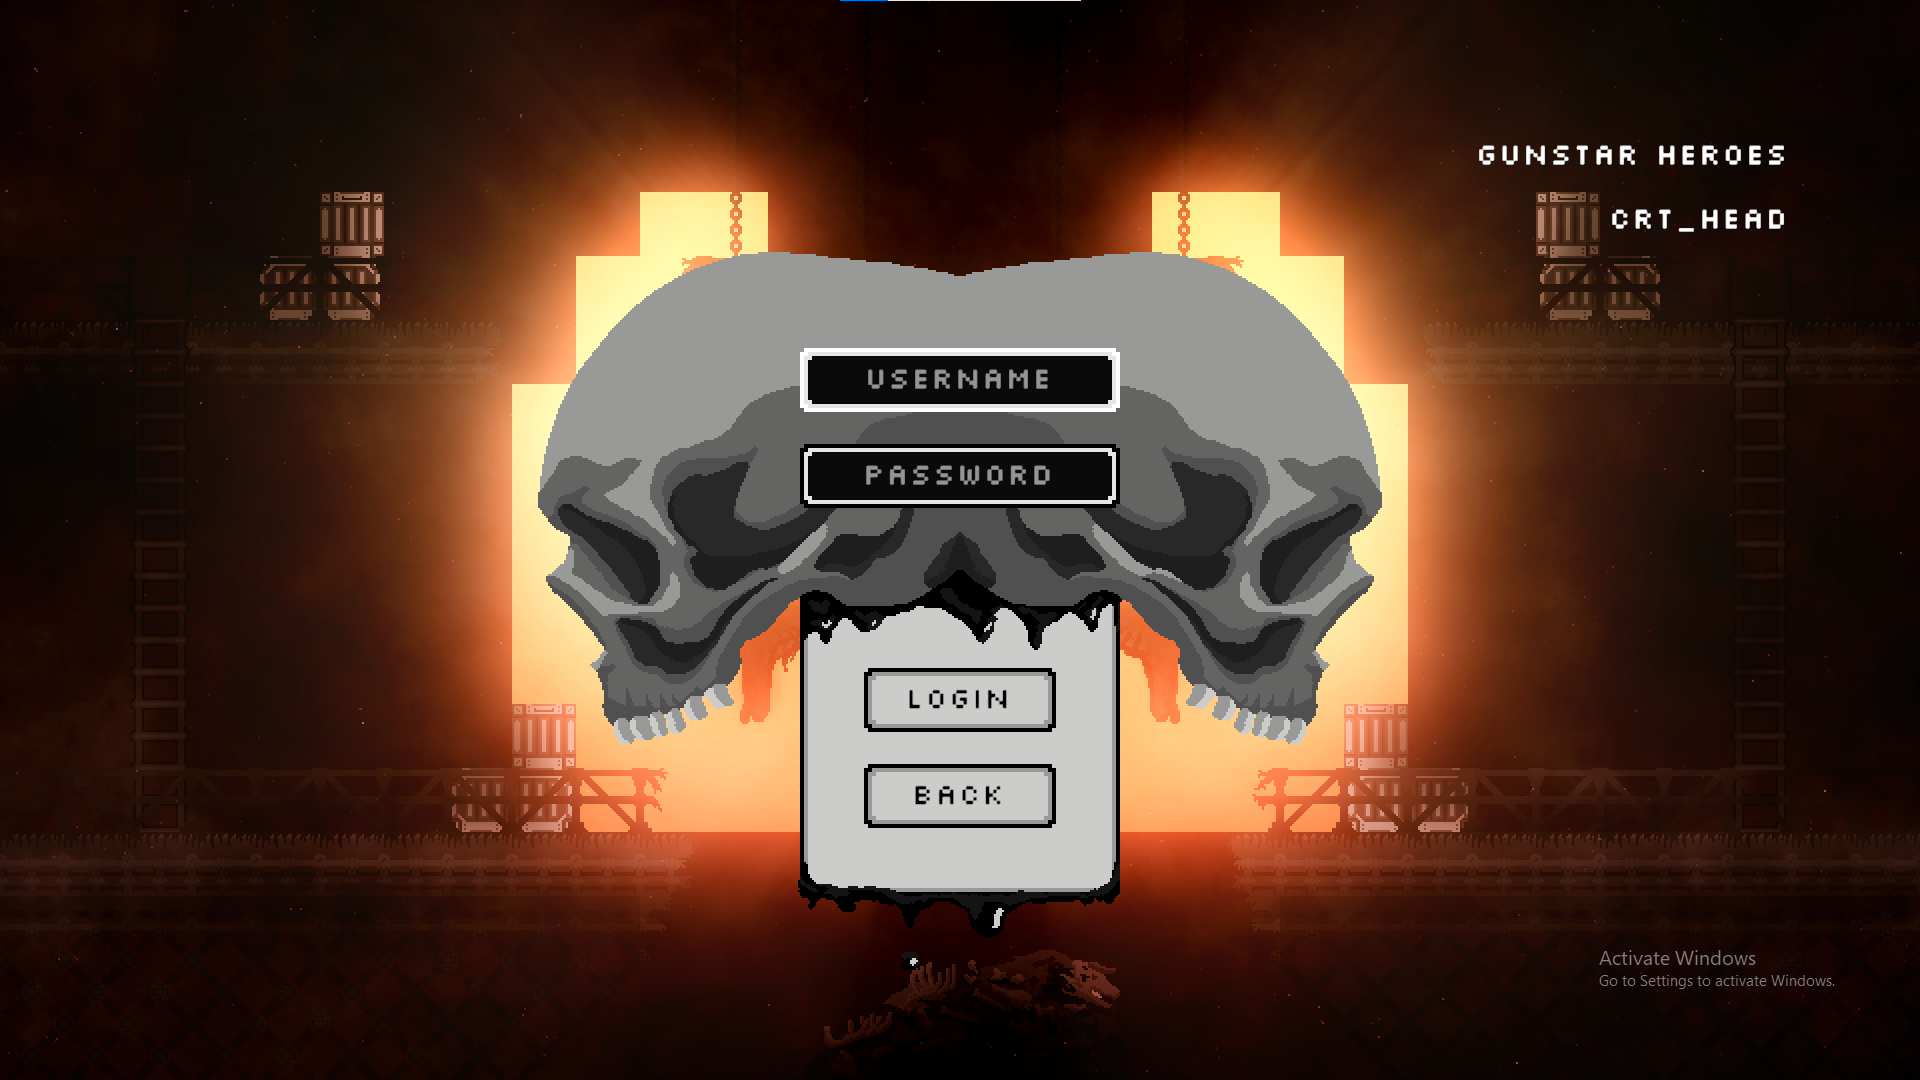 GUNSTAR HEROES
CRT_HEAD
USERNAME
PASSWORD
LOGIN
BACK
Activate Windows
Go to Settings to activate Windows.